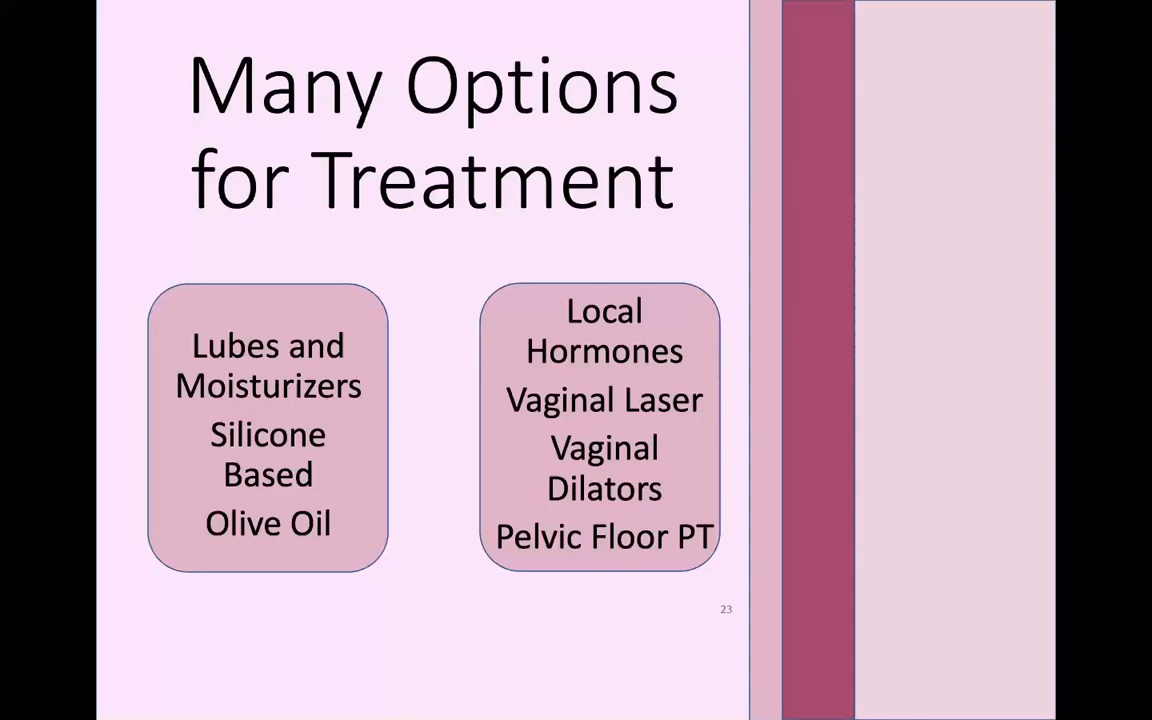 Many Options
for Treatment
Lubes and
Moisturizers
Silicone
Based
Olive Oil
Local
Hormones
Vaginal Laser
Vaginal
Dilators
Pelvic Floor PT
23